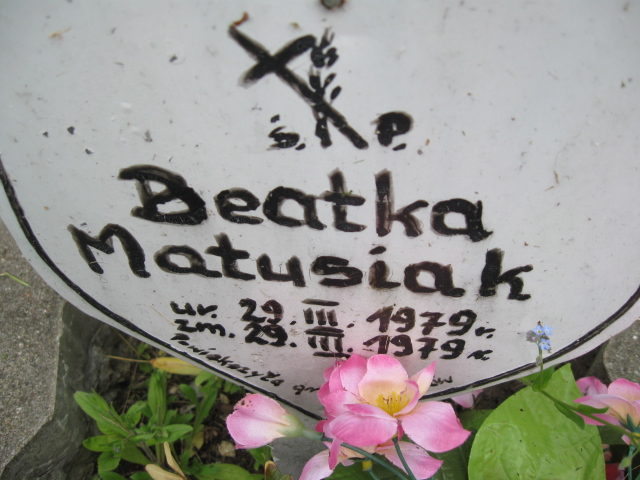 ś. P.
Beatka
Matusiak
ur. 29. III. 1979 r.
zm. 29. III. 1979 r.